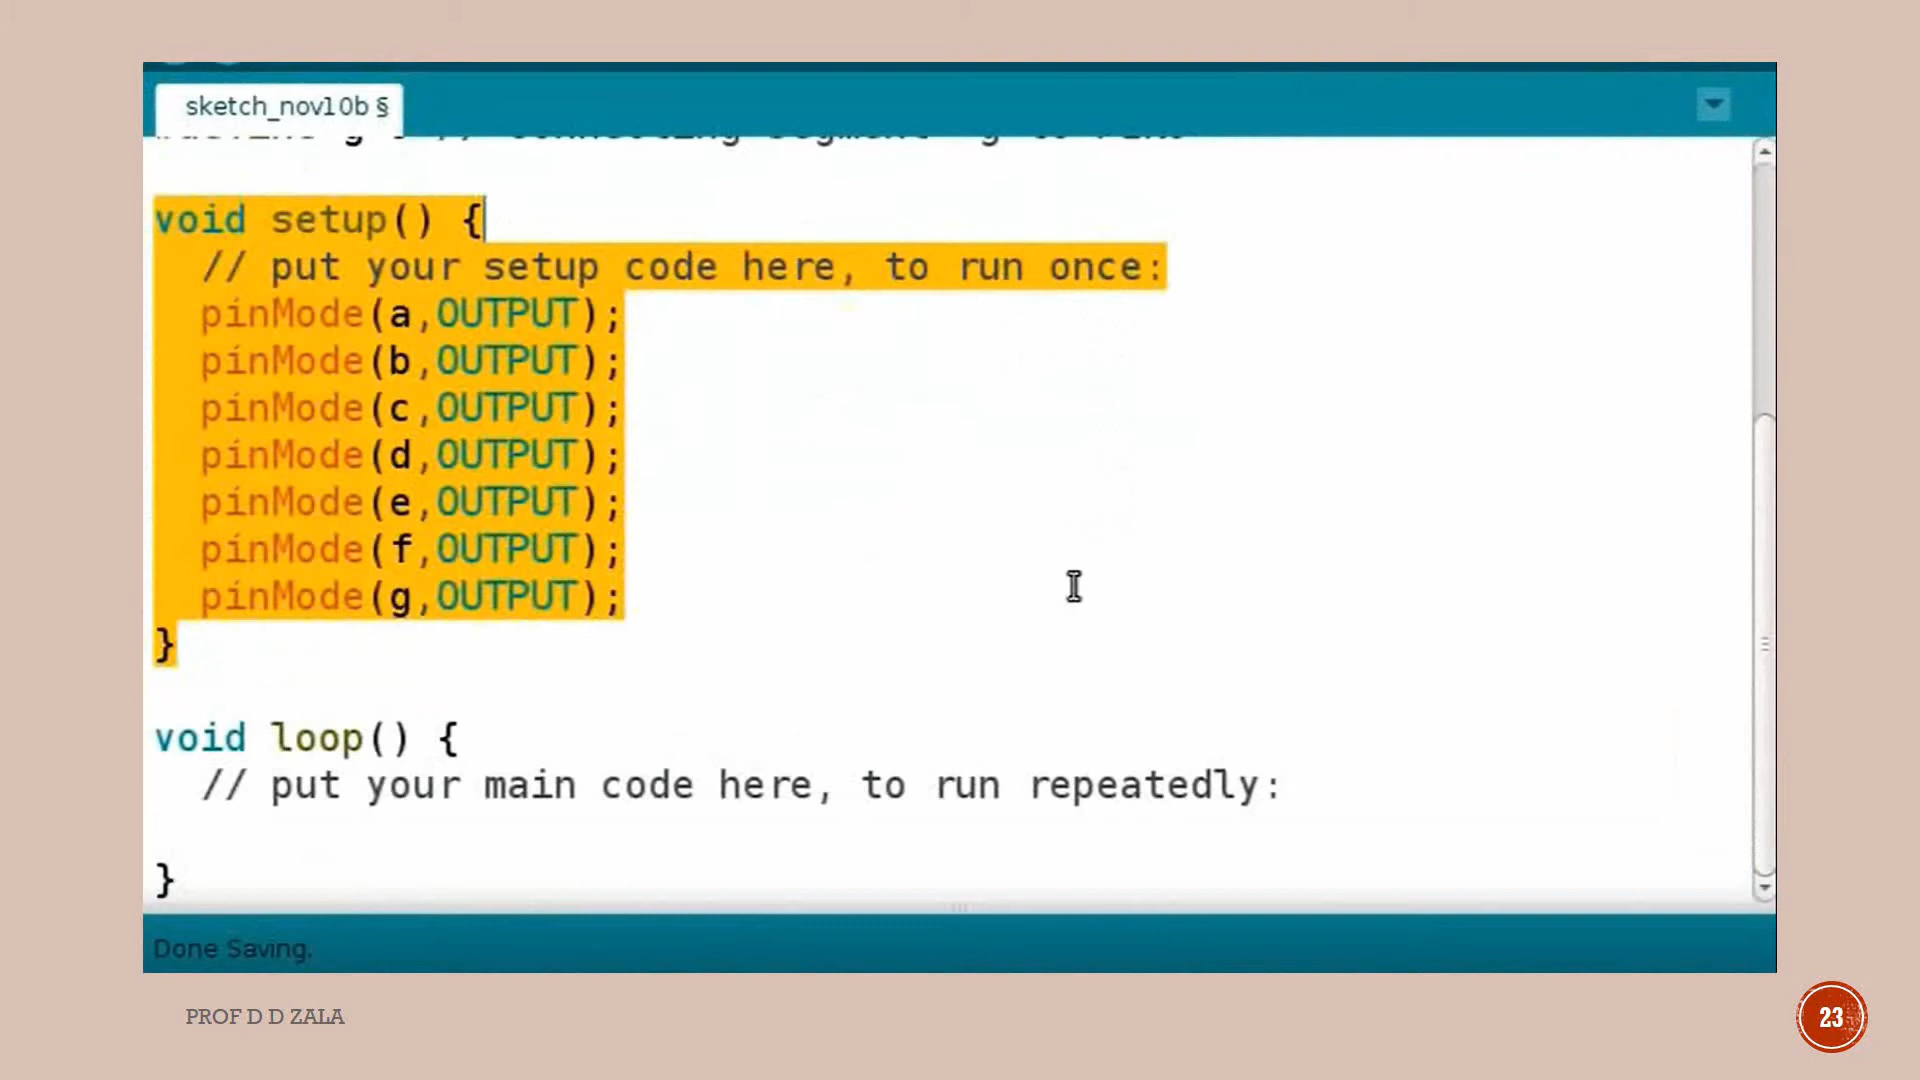 sketch_nov10b §
void setup() {
// put your setup code here, to run once:
pinMode(a,OUTPUT);
pinMode(b,OUTPUT);
pinMode(c,OUTPUT);
pinMode(d,OUTPUT);
pinMode(e,OUTPUT);
pinMode(f,OUTPUT);
pinMode(g,OUTPUT);
}
void loop() {
// put your main code here, to run repeatedly:
}
Done Saving.
PROF D D ZALA
23